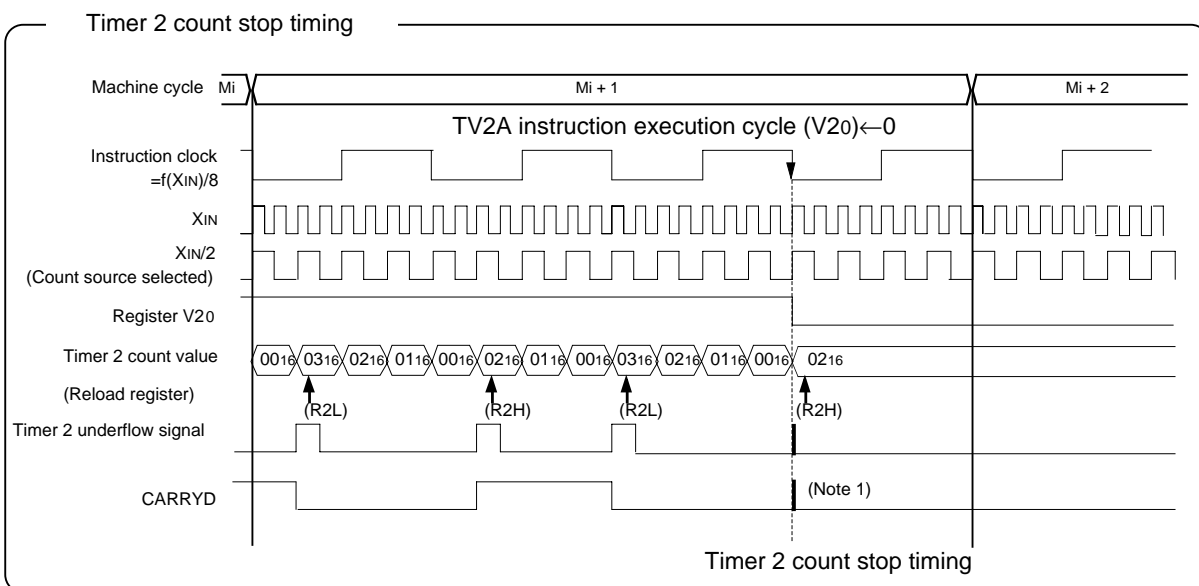 Timer 2 count stop timing
Machine cycle Mi Mi + 1 Mi + 2
TV2A instruction execution cycle (V20)←0
Instruction clock
=f(XIN)/8
XIN
XIN/2
(Count source selected)
Register V20
Timer 2 count value 0016 0316 0216 0116 0016 0216 0116 0016 0316 0216 0116 0016 0216
(Reload register)
(R2L) (R2H) (R2L) (R2H)
Timer 2 underflow signal
CARRYD (Note 1)
Timer 2 count stop timing